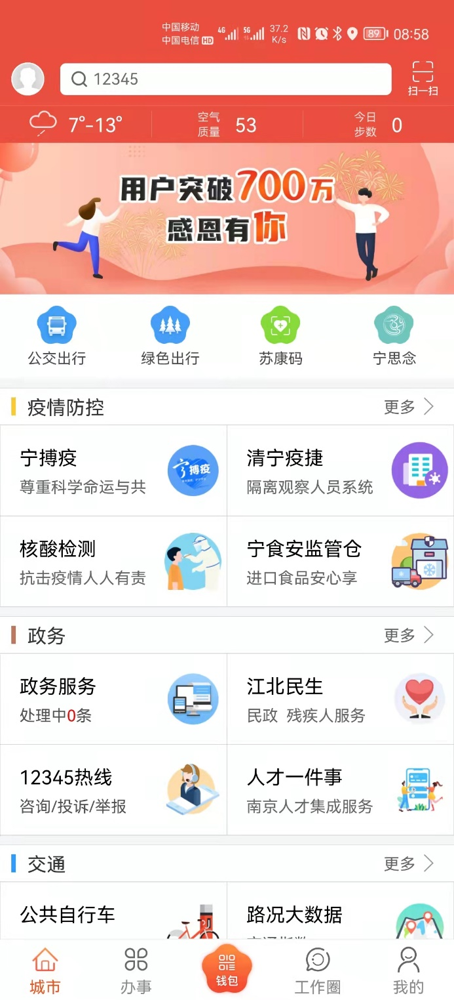 中国移动
中国电信 HD
4G 5G 37.2 K/s 89 08:58
12345
扫一扫
7°-13°
空气质量 53
今日步数 0
用户突破700万
感恩有你
公交出行 绿色出行 苏康码 宁思念
疫情防控 更多
宁搏疫
尊重科学命运与共
宁搏疫
清宁疫捷
隔离观察人员系统
核酸检测
抗击疫情人人有责
宁食安监管仓
进口食品安心享
政务 更多
政务服务
处理中0条
江北民生
民政 残疾人服务
12345热线
咨询/投诉/举报
人才一件事
南京人才集成服务
交通 更多
公共自行车
路况大数据
城市 办事 钱包 工作圈 我的